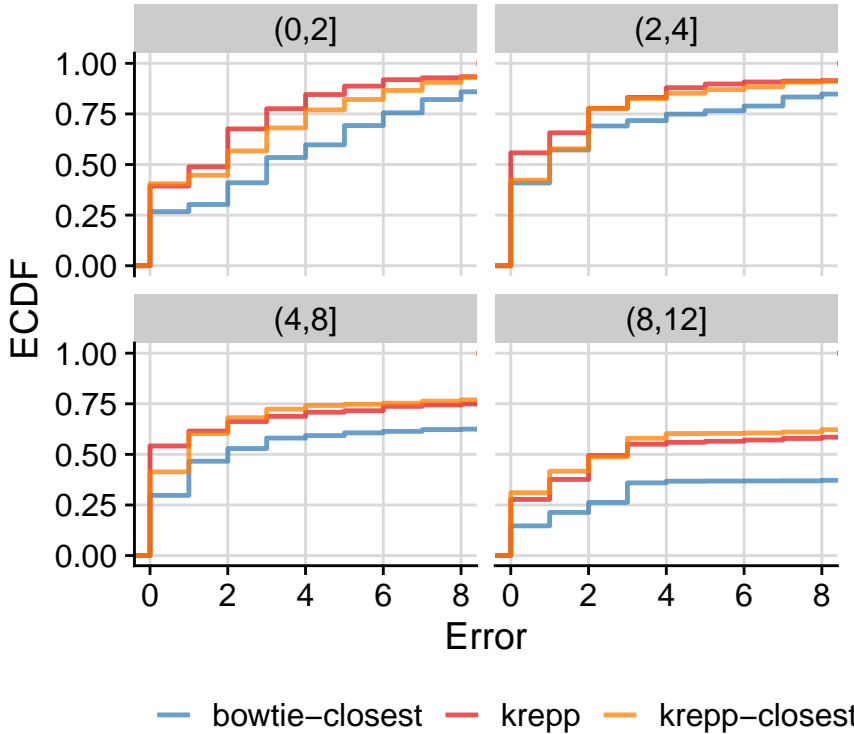 (0,2]
(2,4]
1.00
0.75
0.50
0.25
0.00
ECDF
(4,8]
(8,12]
1.00
0.75
0.50
0.25
0.00
0 2 4 6 8
0 2 4 6 8
Error
bowtie−closest krepp krepp−closest